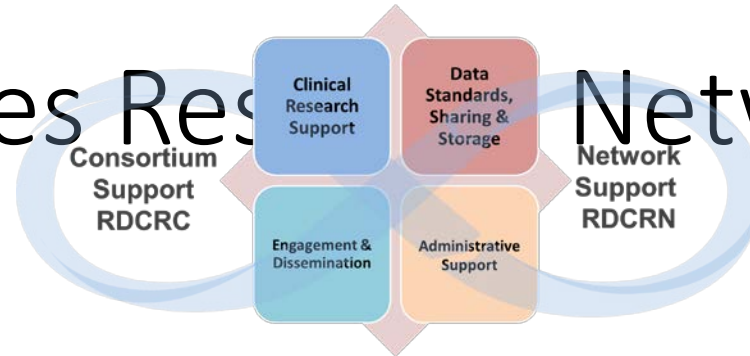 es Res Netw
Clinical
Research
Support
Data
Standards,
Sharing &
Storage
Consortium
Support
RDCRC
Network
Support
RDCRN
Engagement &
Dissemination
Administrative
Support